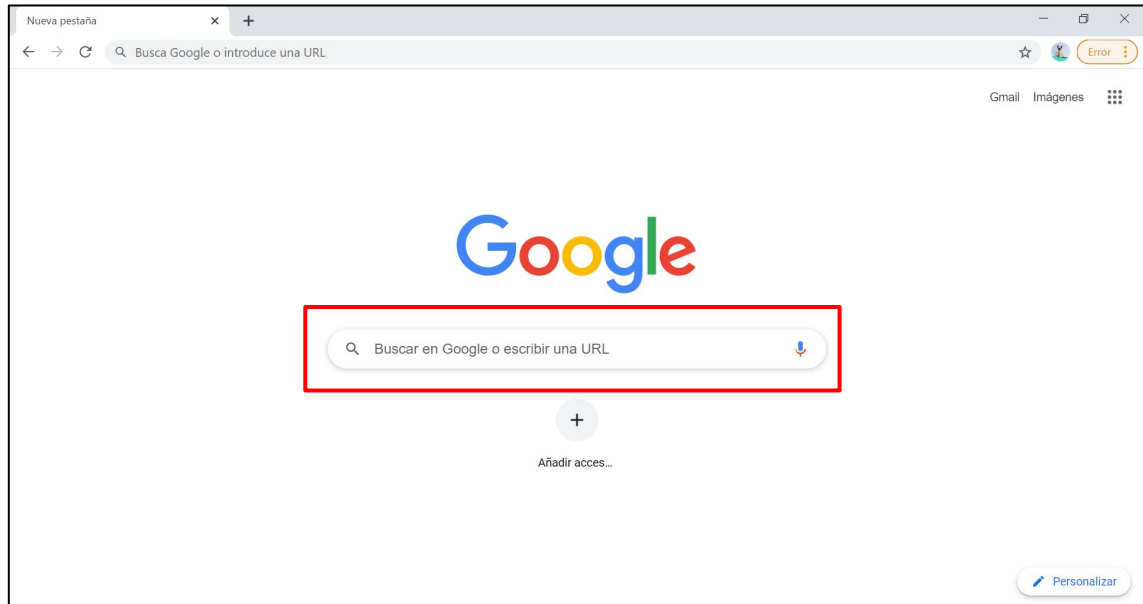 Nueva pestaña
Busca Google o introduce una URL
Error
Gmail Imágenes
Google
Buscar en Google o escribir una URL
Añadir acces...
Personalizar